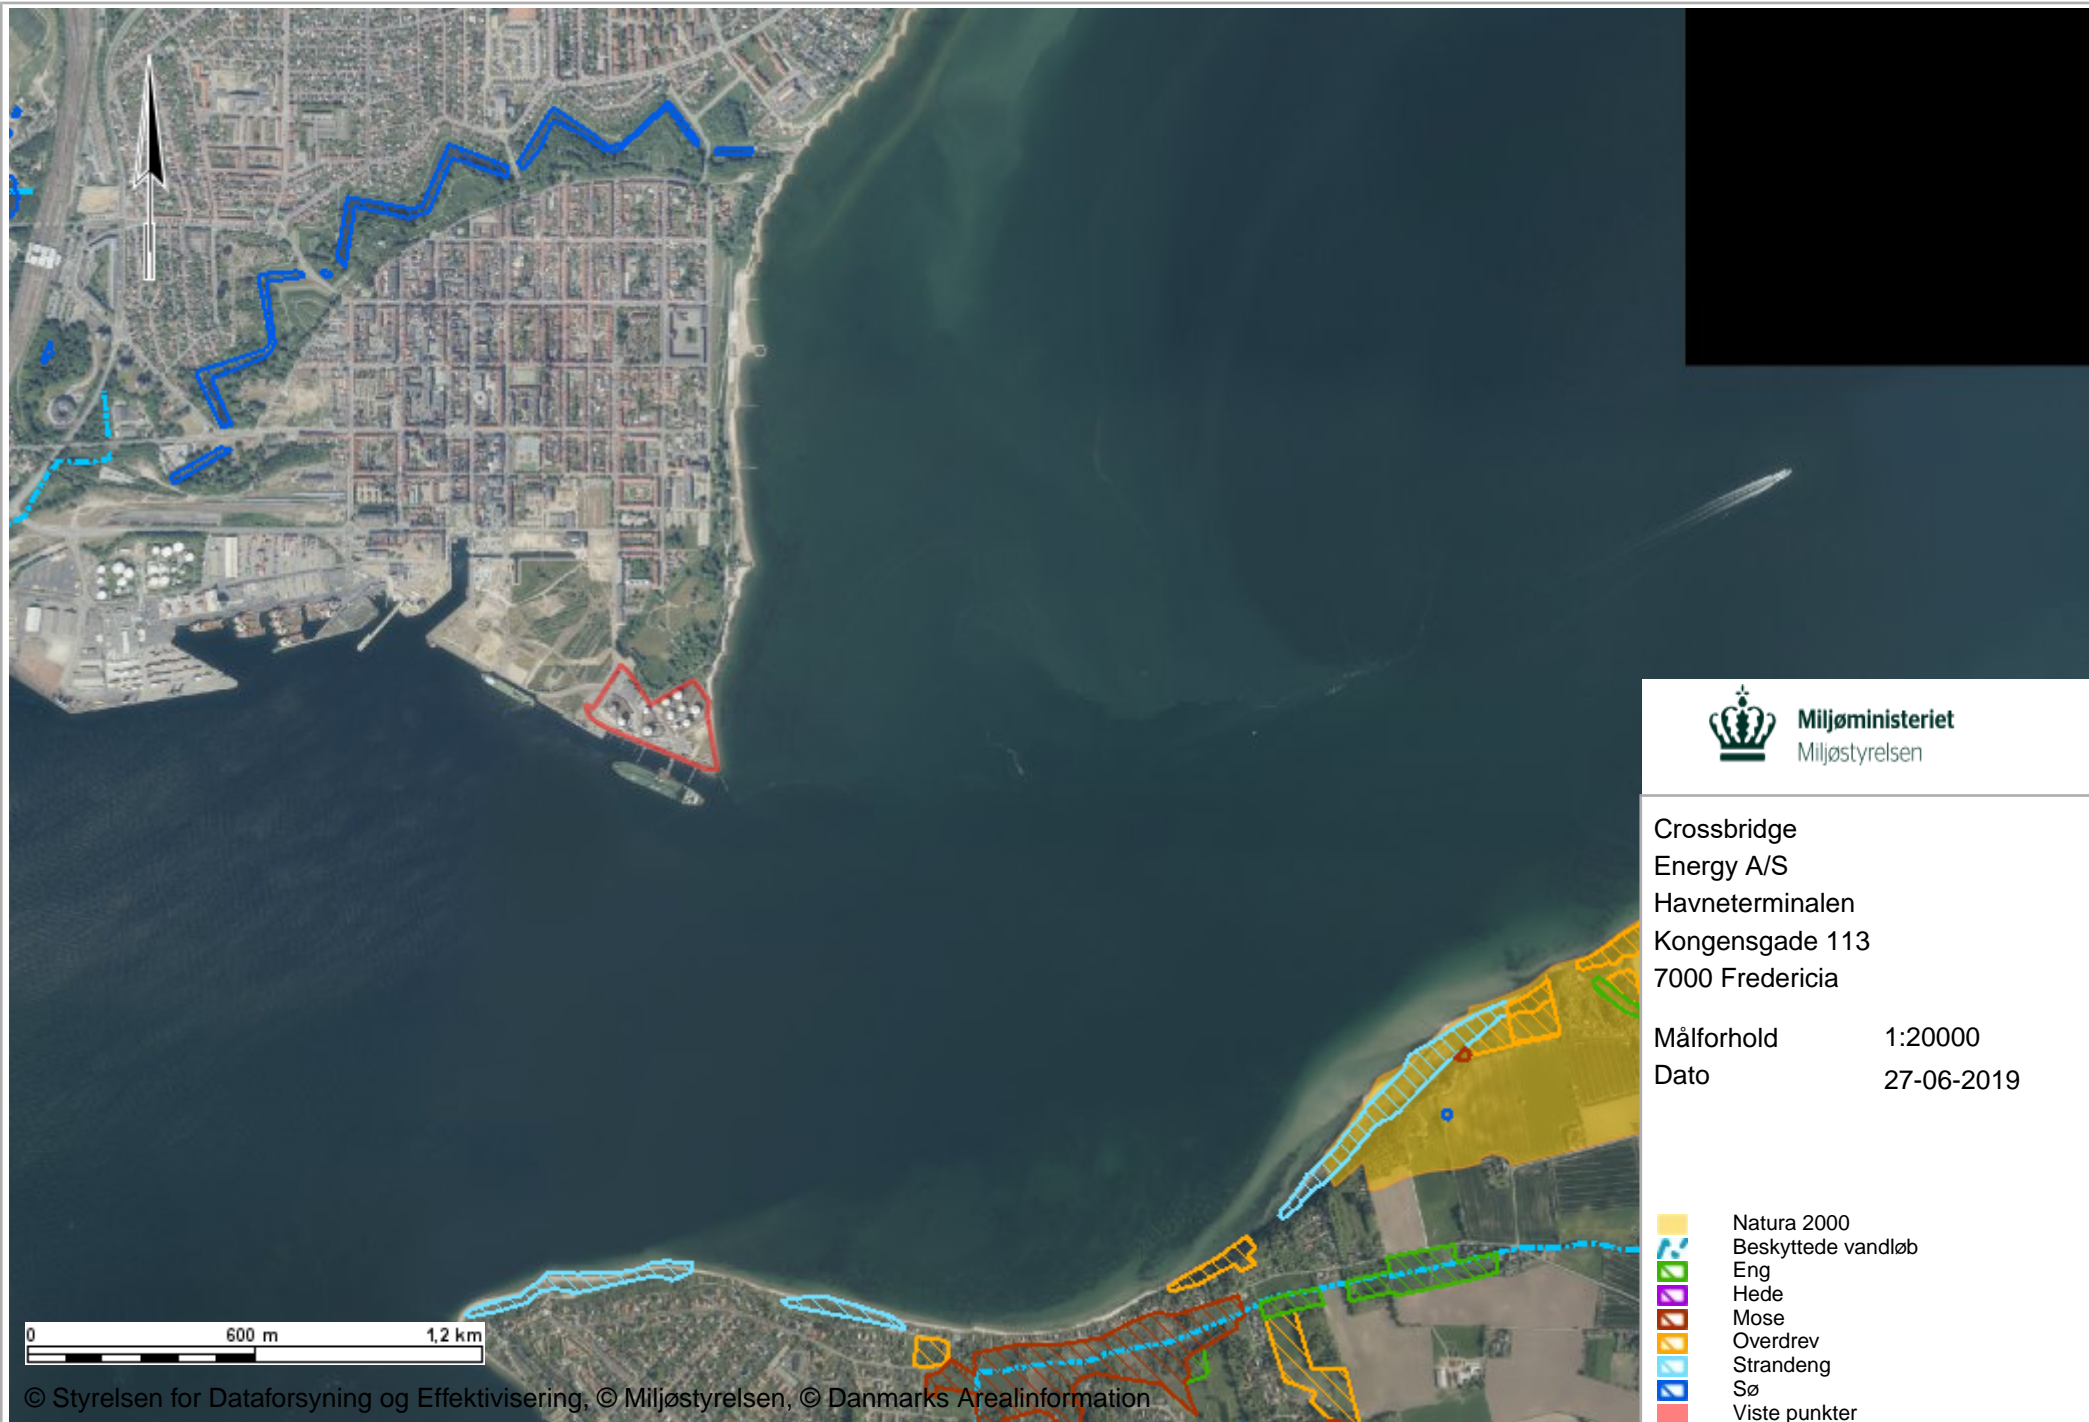 Miljøministeriet
Miljøstyrelsen
Crossbridge
Energy A/S
Havneterminalen
Kongensgade 113
7000 Fredericia
Målforhold 1:20000
Dato 27-06-2019
Natura 2000
Beskyttede vandløb
Eng
Hede
Mose
Overdrev
Strandeng
Sø
Viste punkter
0 600 m 1,2 km
© Styrelsen for Dataforsyning og Effektivisering, © Miljøstyrelsen, © Danmarks Arealinformation